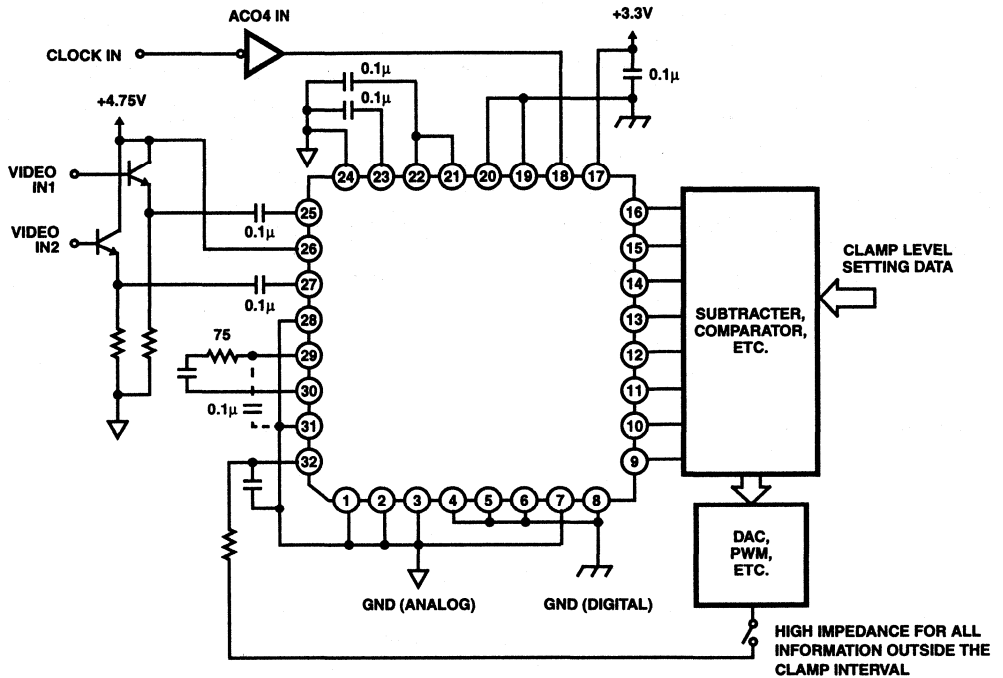 ACO4 IN
+3.3V
CLOCK IN
0.1µ
0.1µ
0.1µ
+4.75V
VIDEO
IN1
VIDEO
IN2
24
23
22
21
20
19
18
17
25
26
27
28
29
30
31
32
0.1µ
0.1µ
75
0.1µ
16
15
14
13
12
11
10
9
SUBTRACTER,
COMPARATOR,
ETC.
CLAMP LEVEL
SETTING DATA
1
2
3
4
5
6
7
8
DAC,
PWM,
ETC.
GND (ANALOG)
GND (DIGITAL)
HIGH IMPEDANCE FOR ALL
INFORMATION OUTSIDE THE
CLAMP INTERVAL